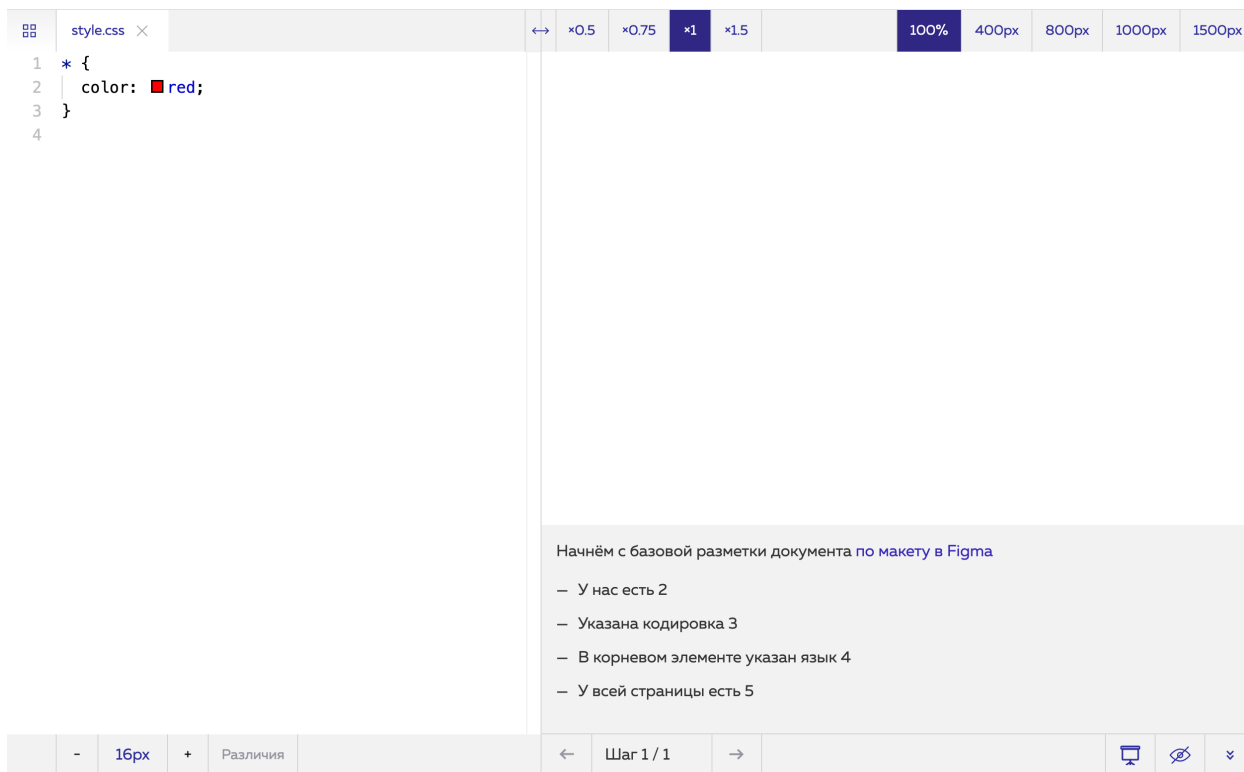 style.css
×0.5 ×0.75 ×1 ×1.5
100% 400px 800px 1000px 1500px
1 * {
2 color: red;
3 }
4
Начнём с базовой разметки документа по макету в Figma
— У нас есть 2
— Указана кодировка 3
— В корневом элементе указан язык 4
— У всей страницы есть 5
- 16px + Различия
Шаг 1 / 1